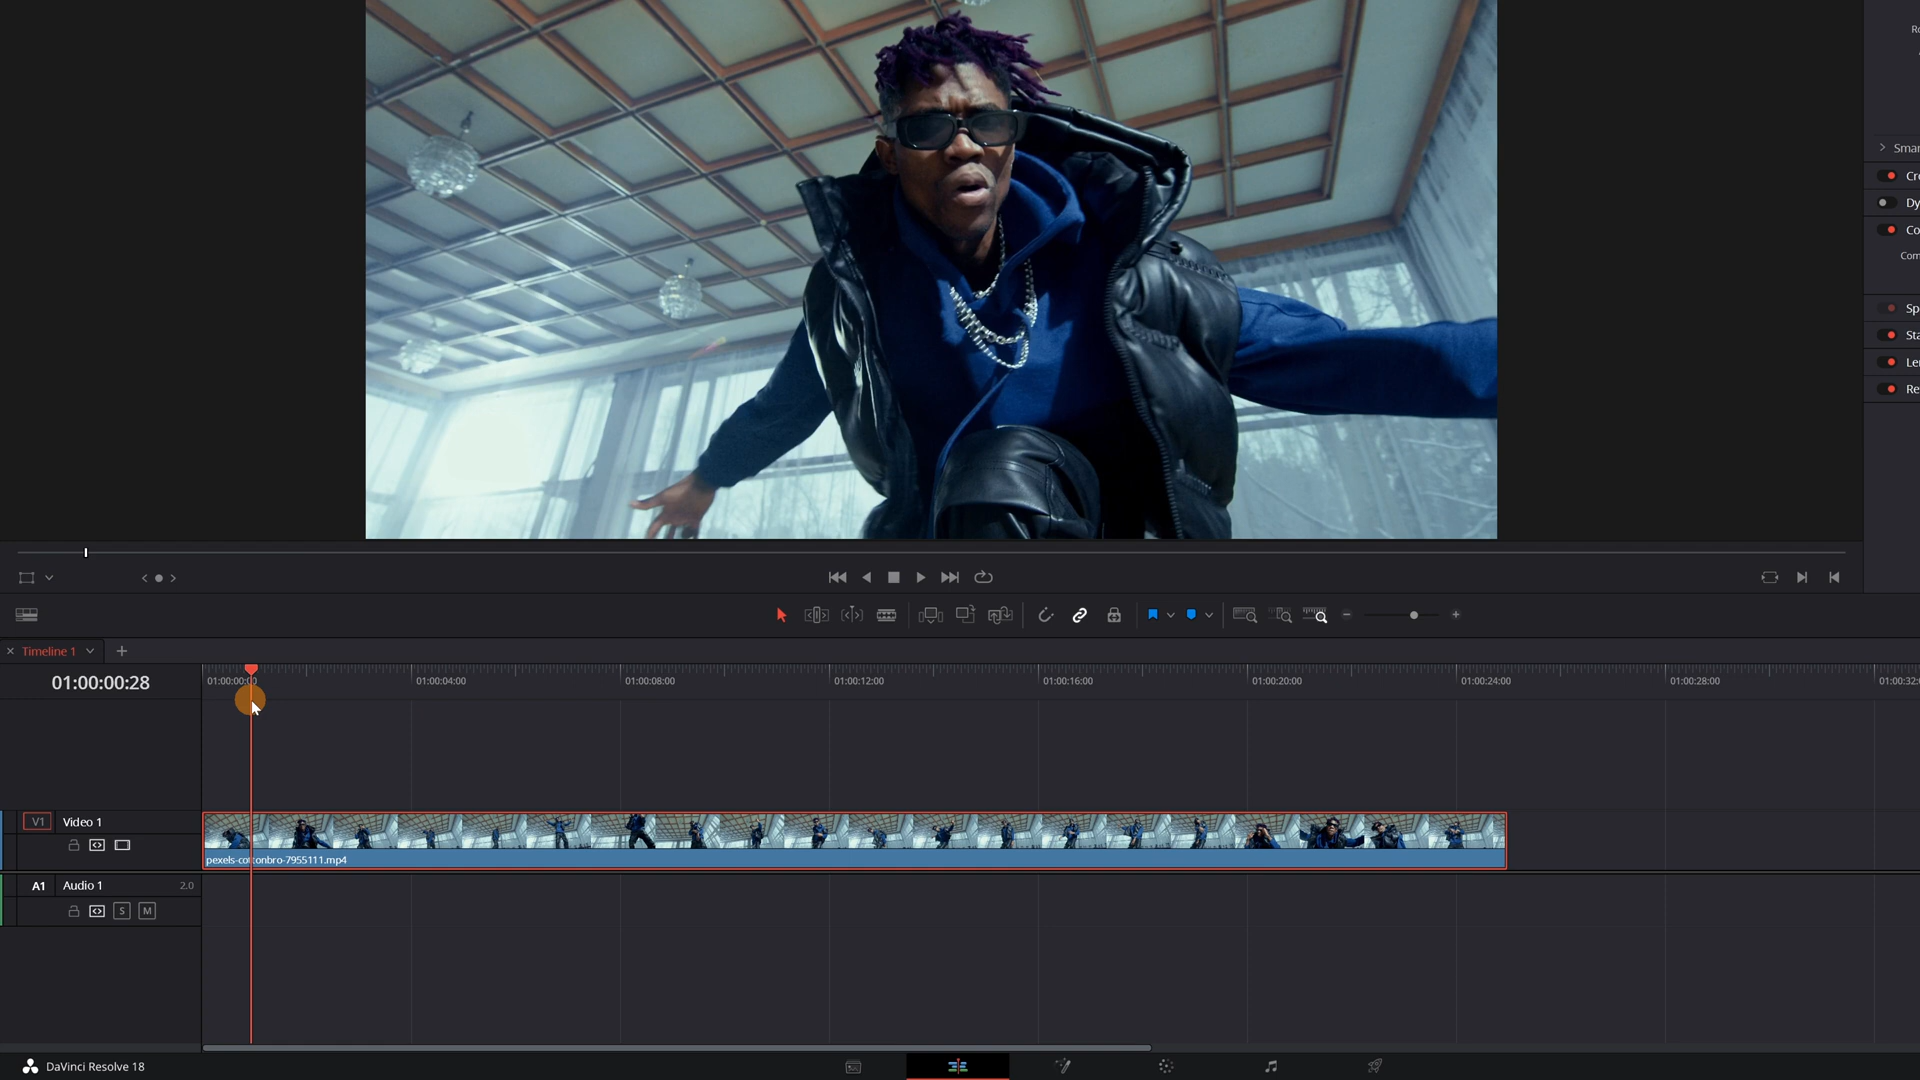 Ro
Smar
Cro
Dy
Co
Com
Sp
Sta
Le
Re
Timeline 1
01:00:00:28
01:00:00:00
01:00:04:00
01:00:08:00
01:00:12:00
01:00:16:00
01:00:20:00
01:00:24:00
01:00:28:00
01:00:32:
V1 Video 1
pexels-cottonbro-7955111.mp4
A1 Audio 1 2.0
S M
DaVinci Resolve 18